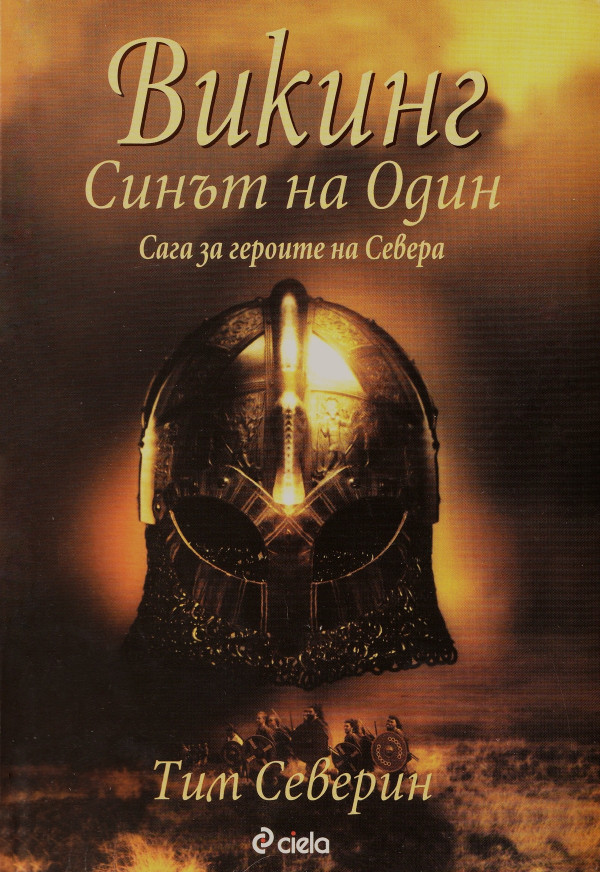 Викинг
Синът на Один
Сага за героите на Севера
Тим Северин
ciela